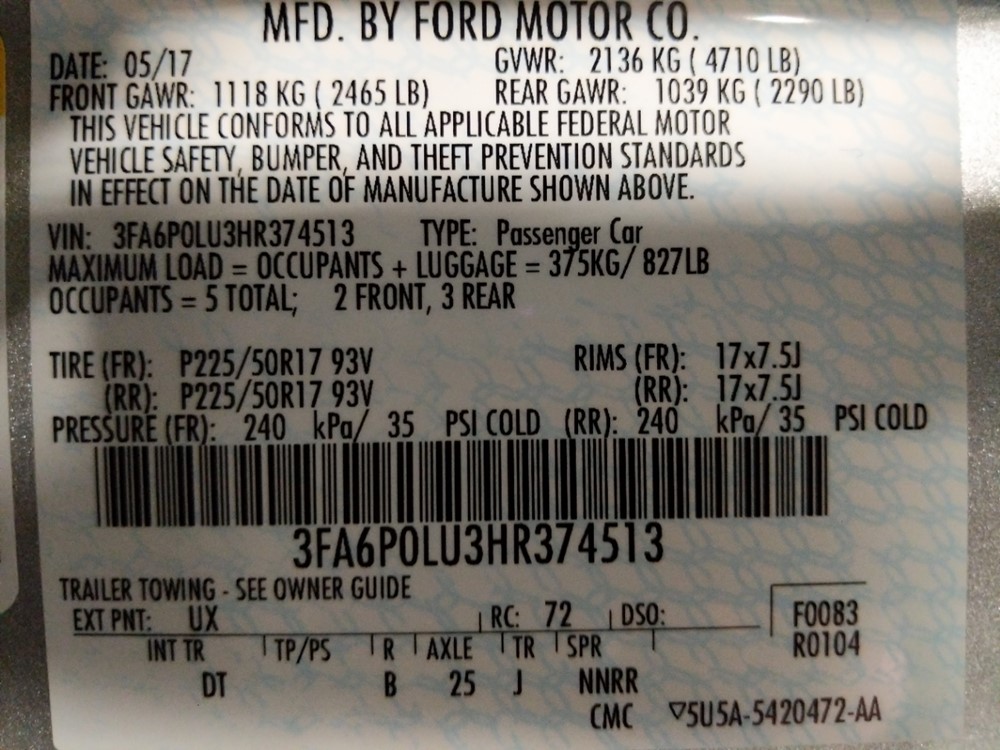 MFD. BY FORD MOTOR CO.
DATE: 05/17 GVWR: 2136 KG ( 4710 LB)
FRONT GAWR: 1118 KG ( 2465 LB) REAR GAWR: 1039 KG ( 2290 LB)
THIS VEHICLE CONFORMS TO ALL APPLICABLE FEDERAL MOTOR
VEHICLE SAFETY, BUMPER, AND THEFT PREVENTION STANDARDS
IN EFFECT ON THE DATE OF MANUFACTURE SHOWN ABOVE.
VIN: 3FA6P0LU3HR374513 TYPE: Passenger Car
MAXIMUM LOAD = OCCUPANTS + LUGGAGE = 375KG/ 827LB
OCCUPANTS = 5 TOTAL; 2 FRONT, 3 REAR
TIRE (FR): P225/50R17 93V RIMS (FR): 17x7.5J
(RR): P225/50R17 93V (RR): 17x7.5J
PRESSURE (FR): 240 kPa/ 35 PSI COLD (RR): 240 kPa/ 35 PSI COLD
3FA6P0LU3HR374513
TRAILER TOWING - SEE OWNER GUIDE
EXT PNT: UX RC: 72 DSO: F0083
INT TR TP/PS R AXLE TR SPR R0104
DT B 25 J NNRR
CMC ▽5U5A-5420472-AA